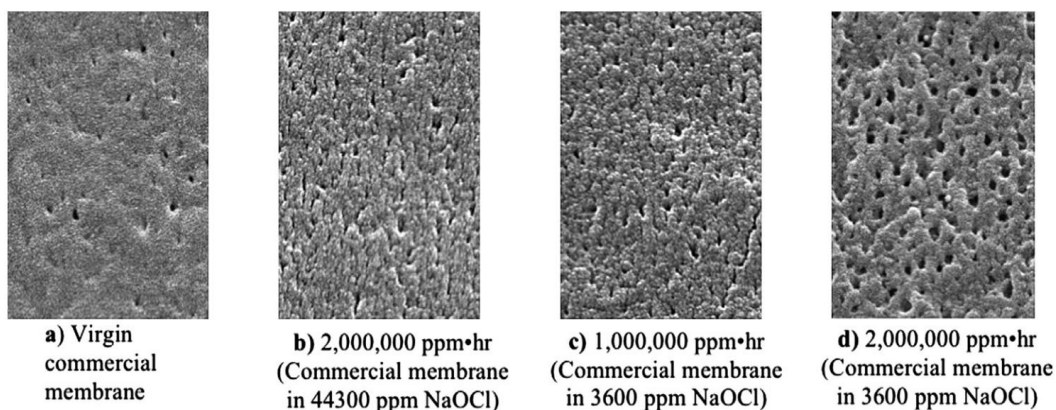 a) Virgin
commercial
membrane
b) 2,000,000 ppm•hr
(Commercial membrane
in 44300 ppm NaOCl)
c) 1,000,000 ppm•hr
(Commercial membrane
in 3600 ppm NaOCl)
d) 2,000,000 ppm•hr
(Commercial membrane
in 3600 ppm NaOCl)